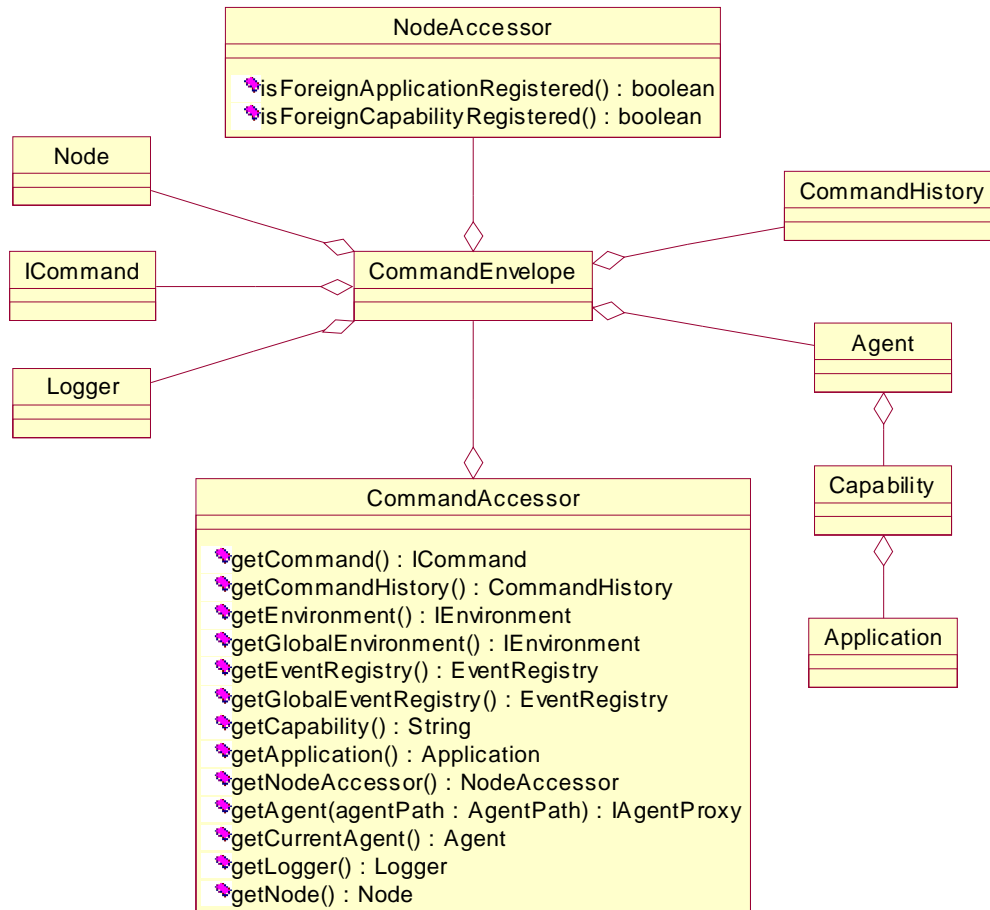 NodeAccessor
isForeignApplicationRegistered() : boolean
isForeignCapabilityRegistered() : boolean
Node
CommandHistory
ICommand
CommandEnvelope
Logger
Agent
Capability
Application
CommandAccessor
getCommand() : ICommand
getCommandHistory() : CommandHistory
getEnvironment() : IEnvironment
getGlobalEnvironment() : IEnvironment
getEventRegistry() : EventRegistry
getGlobalEventRegistry() : EventRegistry
getCapability() : String
getApplication() : Application
getNodeAccessor() : NodeAccessor
getAgent(agentPath : AgentPath) : IAgentProxy
getCurrentAgent() : Agent
getLogger() : Logger
getNode() : Node